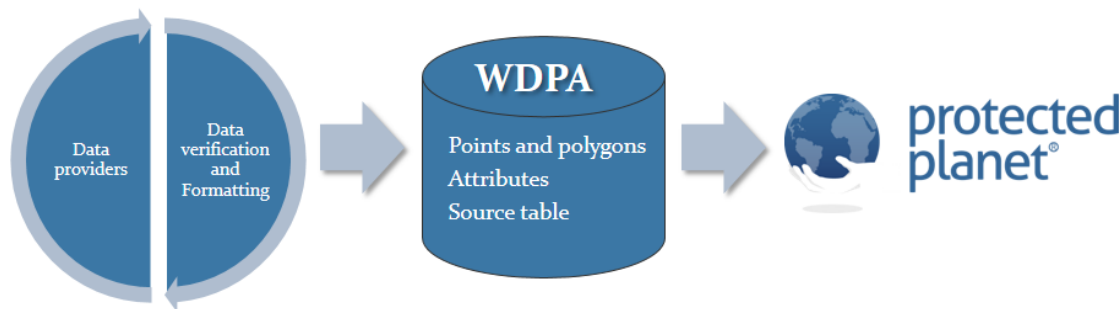 Data
providers
Data
verification
and
Formatting
WDPA
Points and polygons
Attributes
Source table
protected
planet®